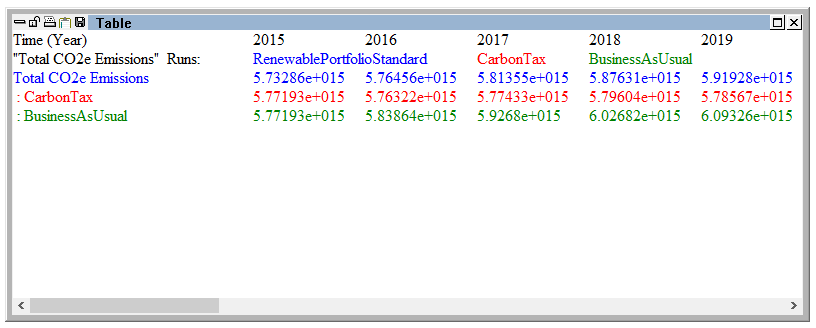 Table
Time (Year) 2015 2016 2017 2018 2019
"Total CO2e Emissions" Runs: RenewablePortfolioStandard CarbonTax BusinessAsUsual
Total CO2e Emissions 5.73286e+015 5.76456e+015 5.81355e+015 5.87631e+015 5.91928e+015
: CarbonTax 5.77193e+015 5.76322e+015 5.77433e+015 5.79604e+015 5.78567e+015
: BusinessAsUsual 5.77193e+015 5.83864e+015 5.9268e+015 6.02682e+015 6.09326e+015